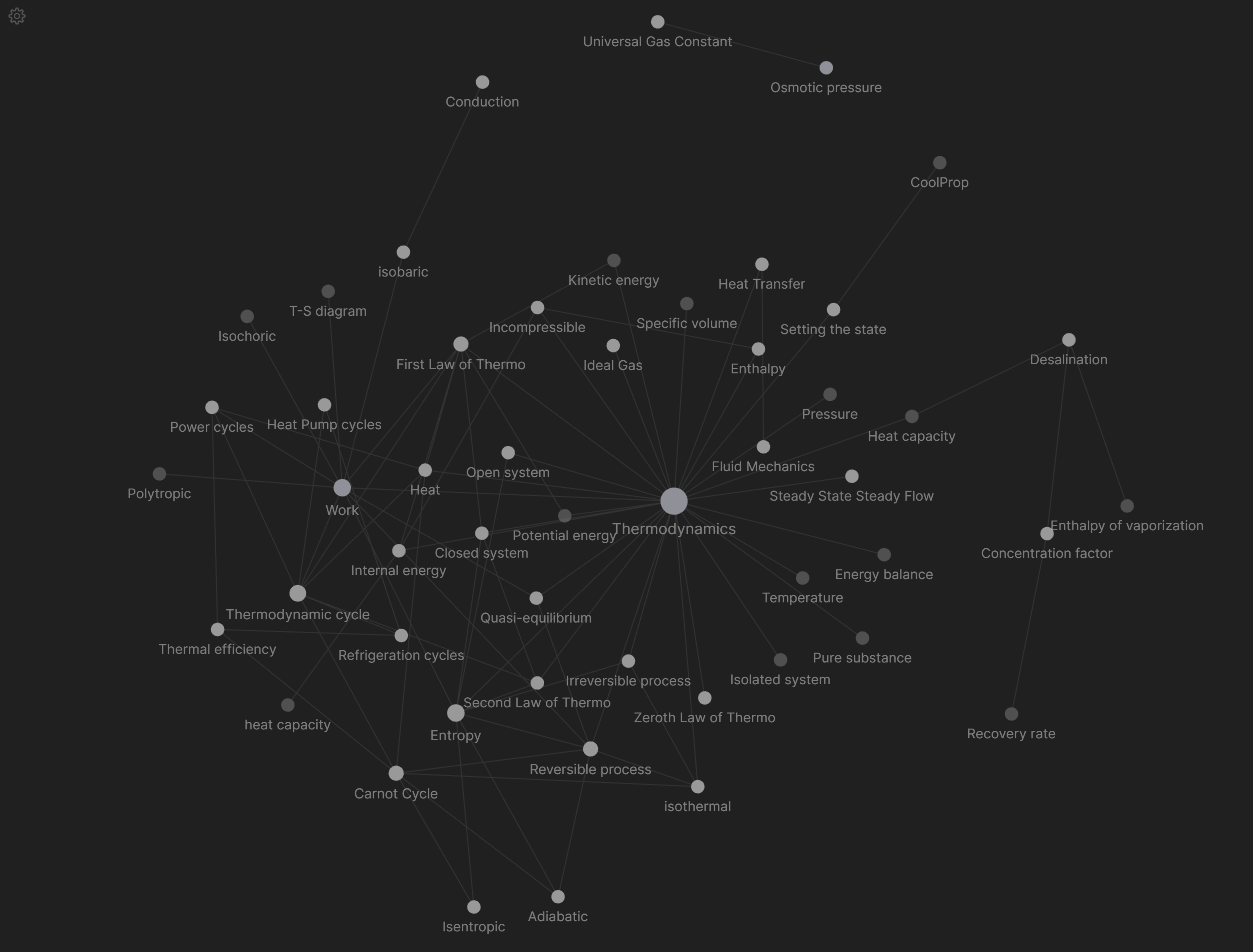 Universal Gas Constant
Osmotic pressure
Conduction
CoolProp
isobaric
Kinetic energy
Heat Transfer
T-S diagram
Isochoric
Incompressible
Specific volume
Setting the state
First Law of Thermo
Ideal Gas
Enthalpy
Desalination
Power cycles
Heat Pump cycles
Pressure
Heat capacity
Polytropic
Work
Heat
Open system
Fluid Mechanics
Steady State Steady Flow
Potential energy
Thermodynamics
Enthalpy of vaporization
Internal energy
Closed system
Concentration factor
Energy balance
Thermodynamic cycle
Quasi-equilibrium
Temperature
Thermal efficiency
Refrigeration cycles
Pure substance
Irreversible process
Isolated system
heat capacity
Second Law of Thermo
Zeroth Law of Thermo
Entropy
Recovery rate
Carnot Cycle
Reversible process
isothermal
Isentropic
Adiabatic